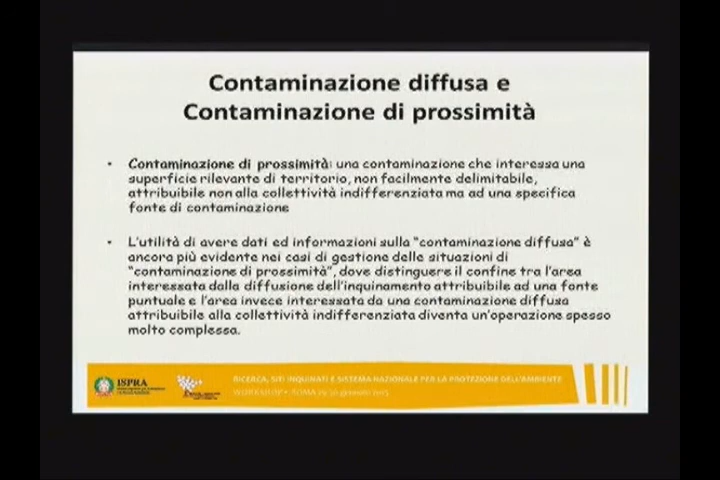 Contaminazione diffusa e
Contaminazione di prossimità
• Contaminazione di prossimità: una contaminazione che interessa una
superficie rilevante di territorio, non facilmente delimitabile,
attribuibile non alla collettività indifferenziata ma ad una specifica
fonte di contaminazione
• L'utilità di avere dati ed informazioni sulla "contaminazione diffusa" è
ancora più evidente nei casi di gestione delle situazioni di
"contaminazione di prossimità", dove distinguere il confine tra l'area
interessata dalla diffusione dell'inquinamento attribuibile ad una fonte
puntuale e l'area invece interessata da una contaminazione diffusa
attribuibile alla collettività indifferenziata diventa un'operazione spesso
molto complessa.
ISPRA
RICERCA, SITI INQUINATI E SISTEMA NAZIONALE PER LA PROTEZIONE DELL'AMBIENTE
WORKSHOP • ROMA